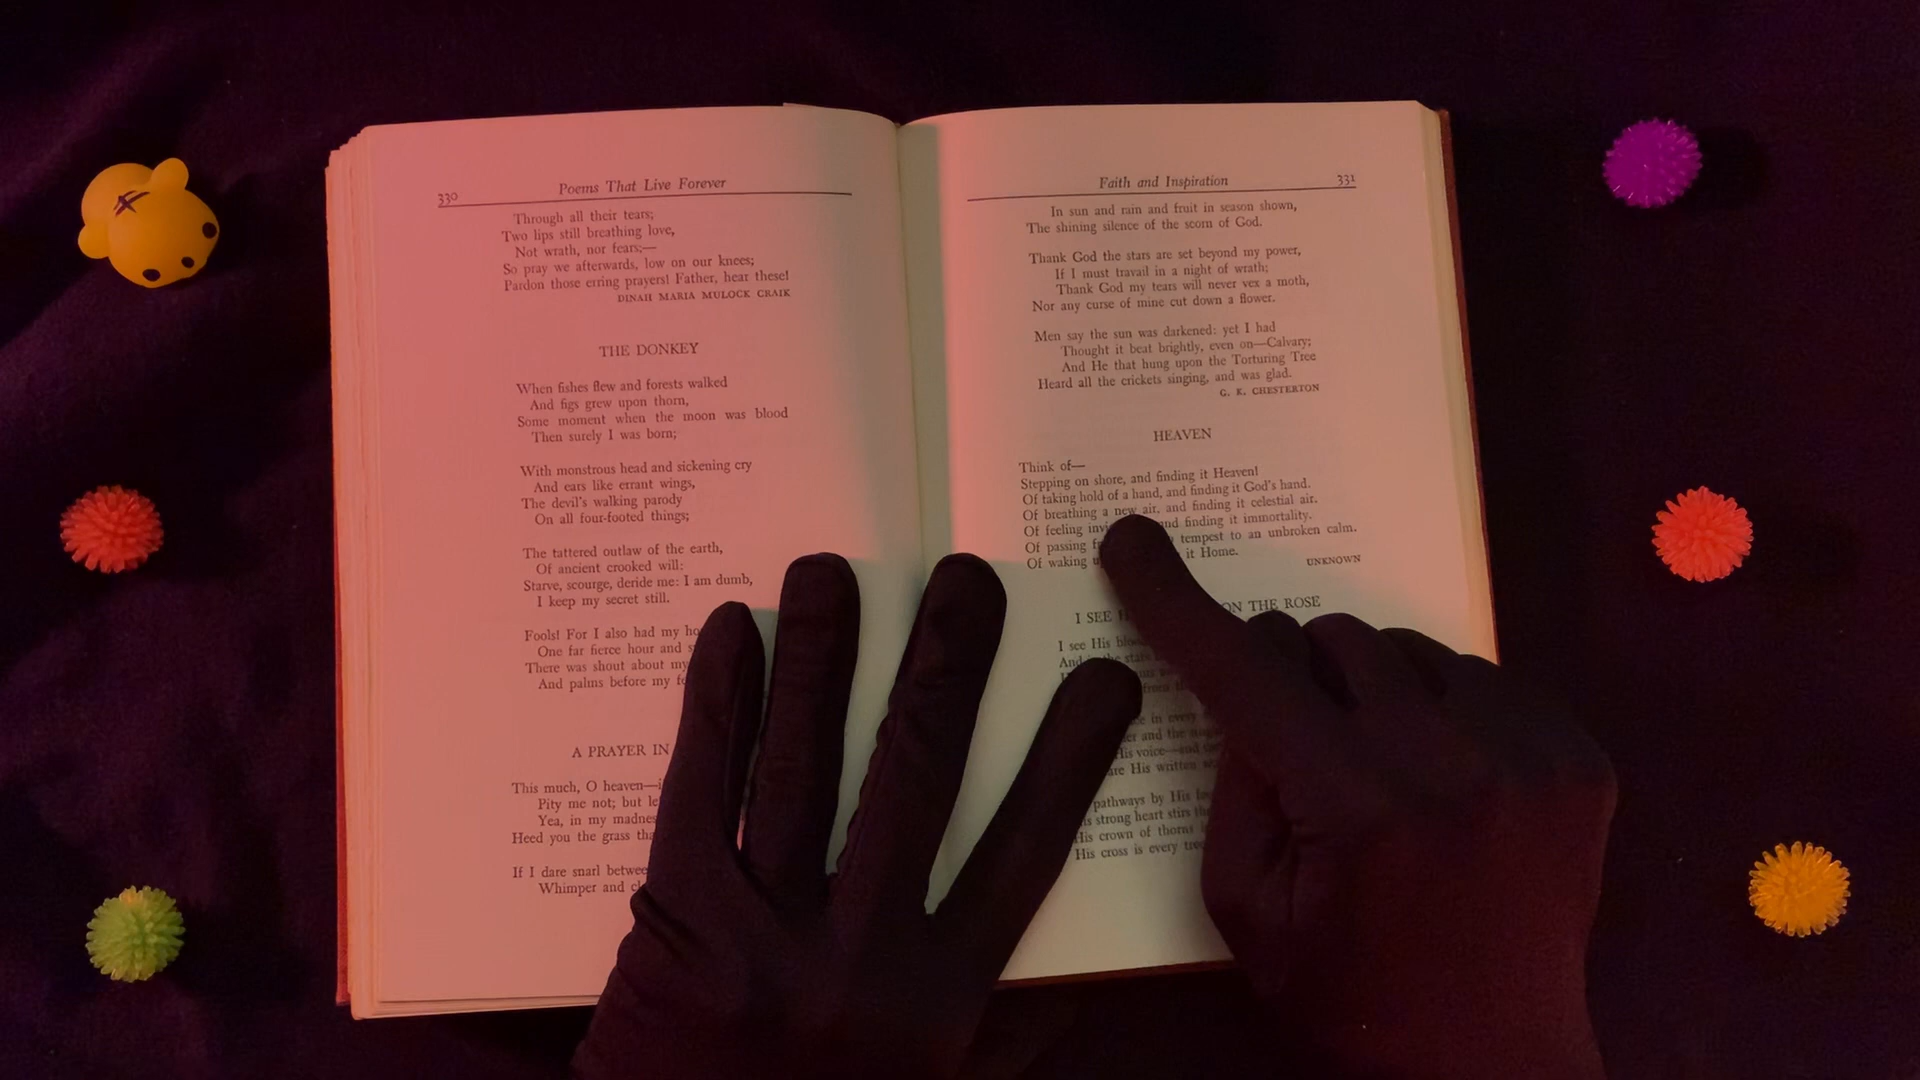 330 Poems That Live Forever
Through all their tears;
Two lips still breathing love,
Not wrath, nor fears:—
So pray we afterwards, low on our knees;
Pardon those erring prayers! Father, hear these!
DINAH MARIA MULOCK CRAIK
THE DONKEY
When fishes flew and forests walked
And figs grew upon thorn,
Some moment when the moon was blood
Then surely I was born;
With monstrous head and sickening cry
And ears like errant wings,
The devil's walking parody
On all four-footed things;
The tattered outlaw of the earth,
Of ancient crooked will:
Starve, scourge, deride me: I am dumb,
I keep my secret still.
Fools! For I also had my
One far fierce hour and
There was shout about my
And palms before my
A PRAYER IN
This much, O heaven—
Pity me not; but
Yea, in my
Heed you the grass
If I dare snarl
Whimper and
Faith and Inspiration 331
In sun and rain and fruit in season shown,
The shining silence of the scorn of God.
Thank God the stars are set beyond my power,
If I must travail in a night of wrath;
Thank God my tears will never vex a moth,
Nor any curse of mine cut down a flower.
Men say the sun was darkened: yet I had
Thought it beat brightly, even on—Calvary;
And He that hung upon the Torturing Tree
Heard all the crickets singing, and was glad.
G. K. CHESTERTON
HEAVEN
Think of—
Stepping on shore, and finding it Heaven!
Of taking hold of a hand, and finding it God's hand.
Of breathing a new air, and finding it celestial air.
Of feeling and finding it immortality.
Of passing tempest to an unbroken calm.
Of waking it Home.
UNKNOWN
I SEE ON THE ROSE
I see His
And the
from
in every
and the
His voice—and
His written
pathways by His
strong heart stirs
His crown of thorns
His cross is every